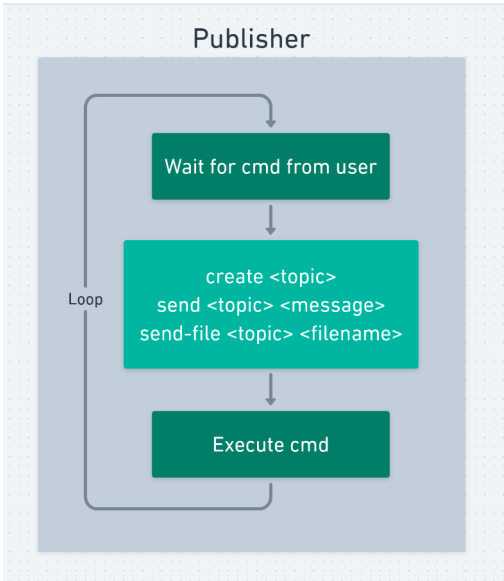 Publisher
Wait for cmd from user
create <topic>
send <topic> <message>
send-file <topic> <filename>
Loop
Execute cmd